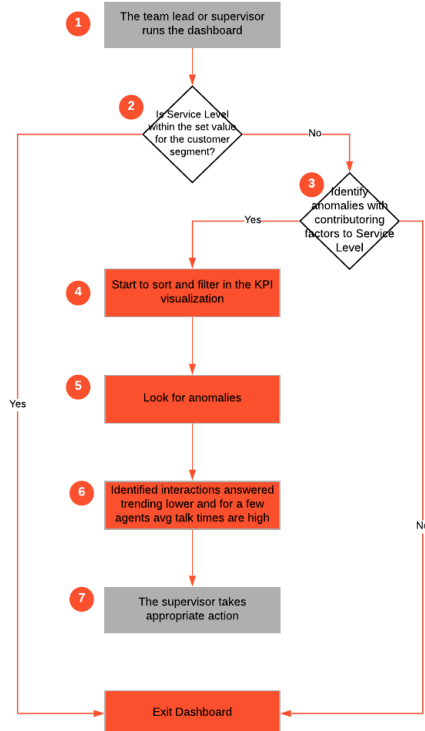 1
The team lead or supervisor
runs the dashboard
2
Is Service Level
within the set value
for the customer
segment?
No
3
Identify
anomalies with
contributoring
factors to Service
Level
Yes
4
Start to sort and filter in the KPI
visualization
5
Look for anomalies
Yes
6
Identified interactions answered
trending lower and for a few
agents avg talk times are high
No
7
The supervisor takes
appropriate action
Exit Dashboard